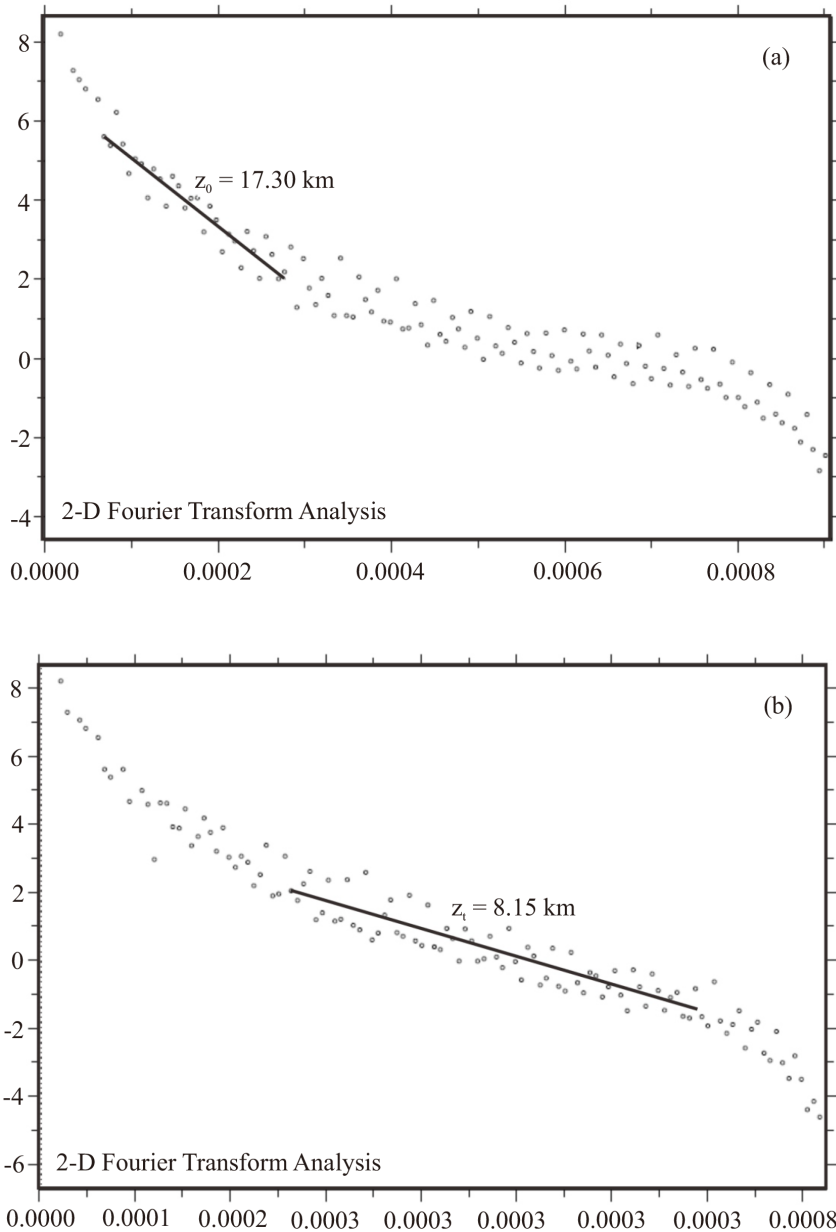 (a)
8
6
4
2
0
-2
-4
z₀ = 17.30 km
2-D Fourier Transform Analysis
0.0000 0.0002 0.0004 0.0006 0.0008
(b)
8
6
4
2
0
-2
-4
-6
zₜ = 8.15 km
2-D Fourier Transform Analysis
0.0000 0.0001 0.0002 0.0003 0.0003 0.0003 0.0003 0.0003 0.0008